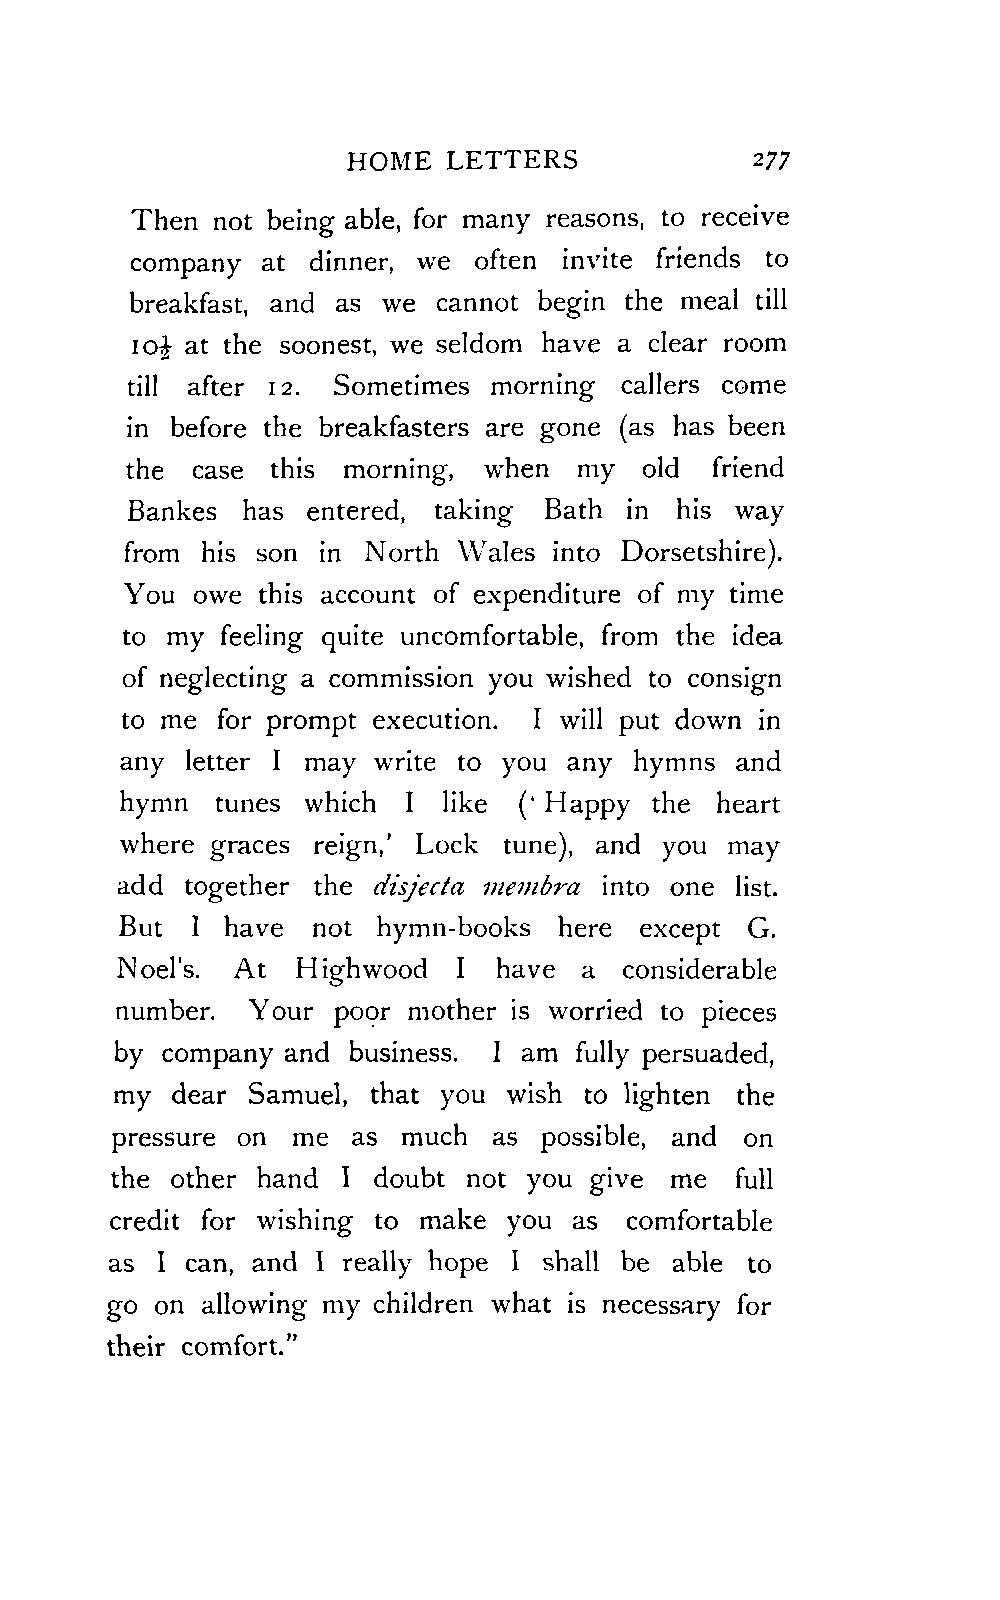 HOME LETTERS 277
Then not being able, for many reasons, to receive
company at dinner, we often invite friends to
breakfast, and as we cannot begin the meal till
10½ at the soonest, we seldom have a clear room
till after 12. Sometimes morning callers come
in before the breakfasters are gone (as has been
the case this morning, when my old friend
Bankes has entered, taking Bath in his way
from his son in North Wales into Dorsetshire).
You owe this account of expenditure of my time
to my feeling quite uncomfortable, from the idea
of neglecting a commission you wished to consign
to me for prompt execution. I will put down in
any letter I may write to you any hymns and
hymn tunes which I like (‘Happy the heart
where graces reign,’ Lock tune), and you may
add together the disjecta membra into one list.
But I have not hymn-books here except G.
Noel's. At Highwood I have a considerable
number. Your poor mother is worried to pieces
by company and business. I am fully persuaded,
my dear Samuel, that you wish to lighten the
pressure on me as much as possible, and on
the other hand I doubt not you give me full
credit for wishing to make you as comfortable
as I can, and I really hope I shall be able to
go on allowing my children what is necessary for
their comfort.”